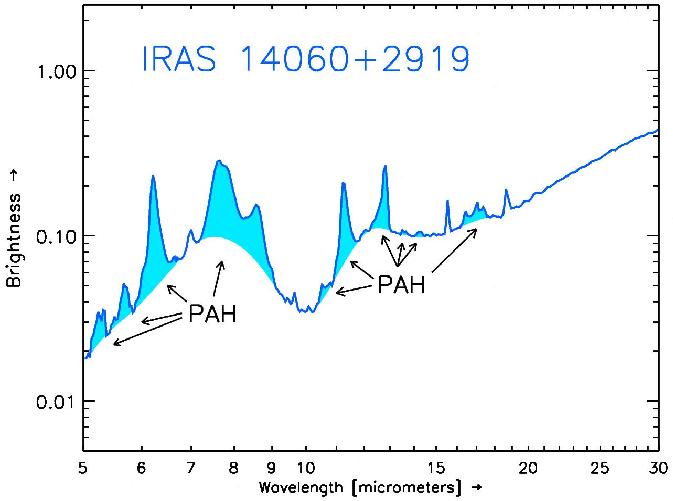 IRAS 14060+2919
1.00
0.10
0.01
Brightness →
PAH
PAH
5 6 7 8 9 10 15 20 25 30
Wavelength [micrometers] →